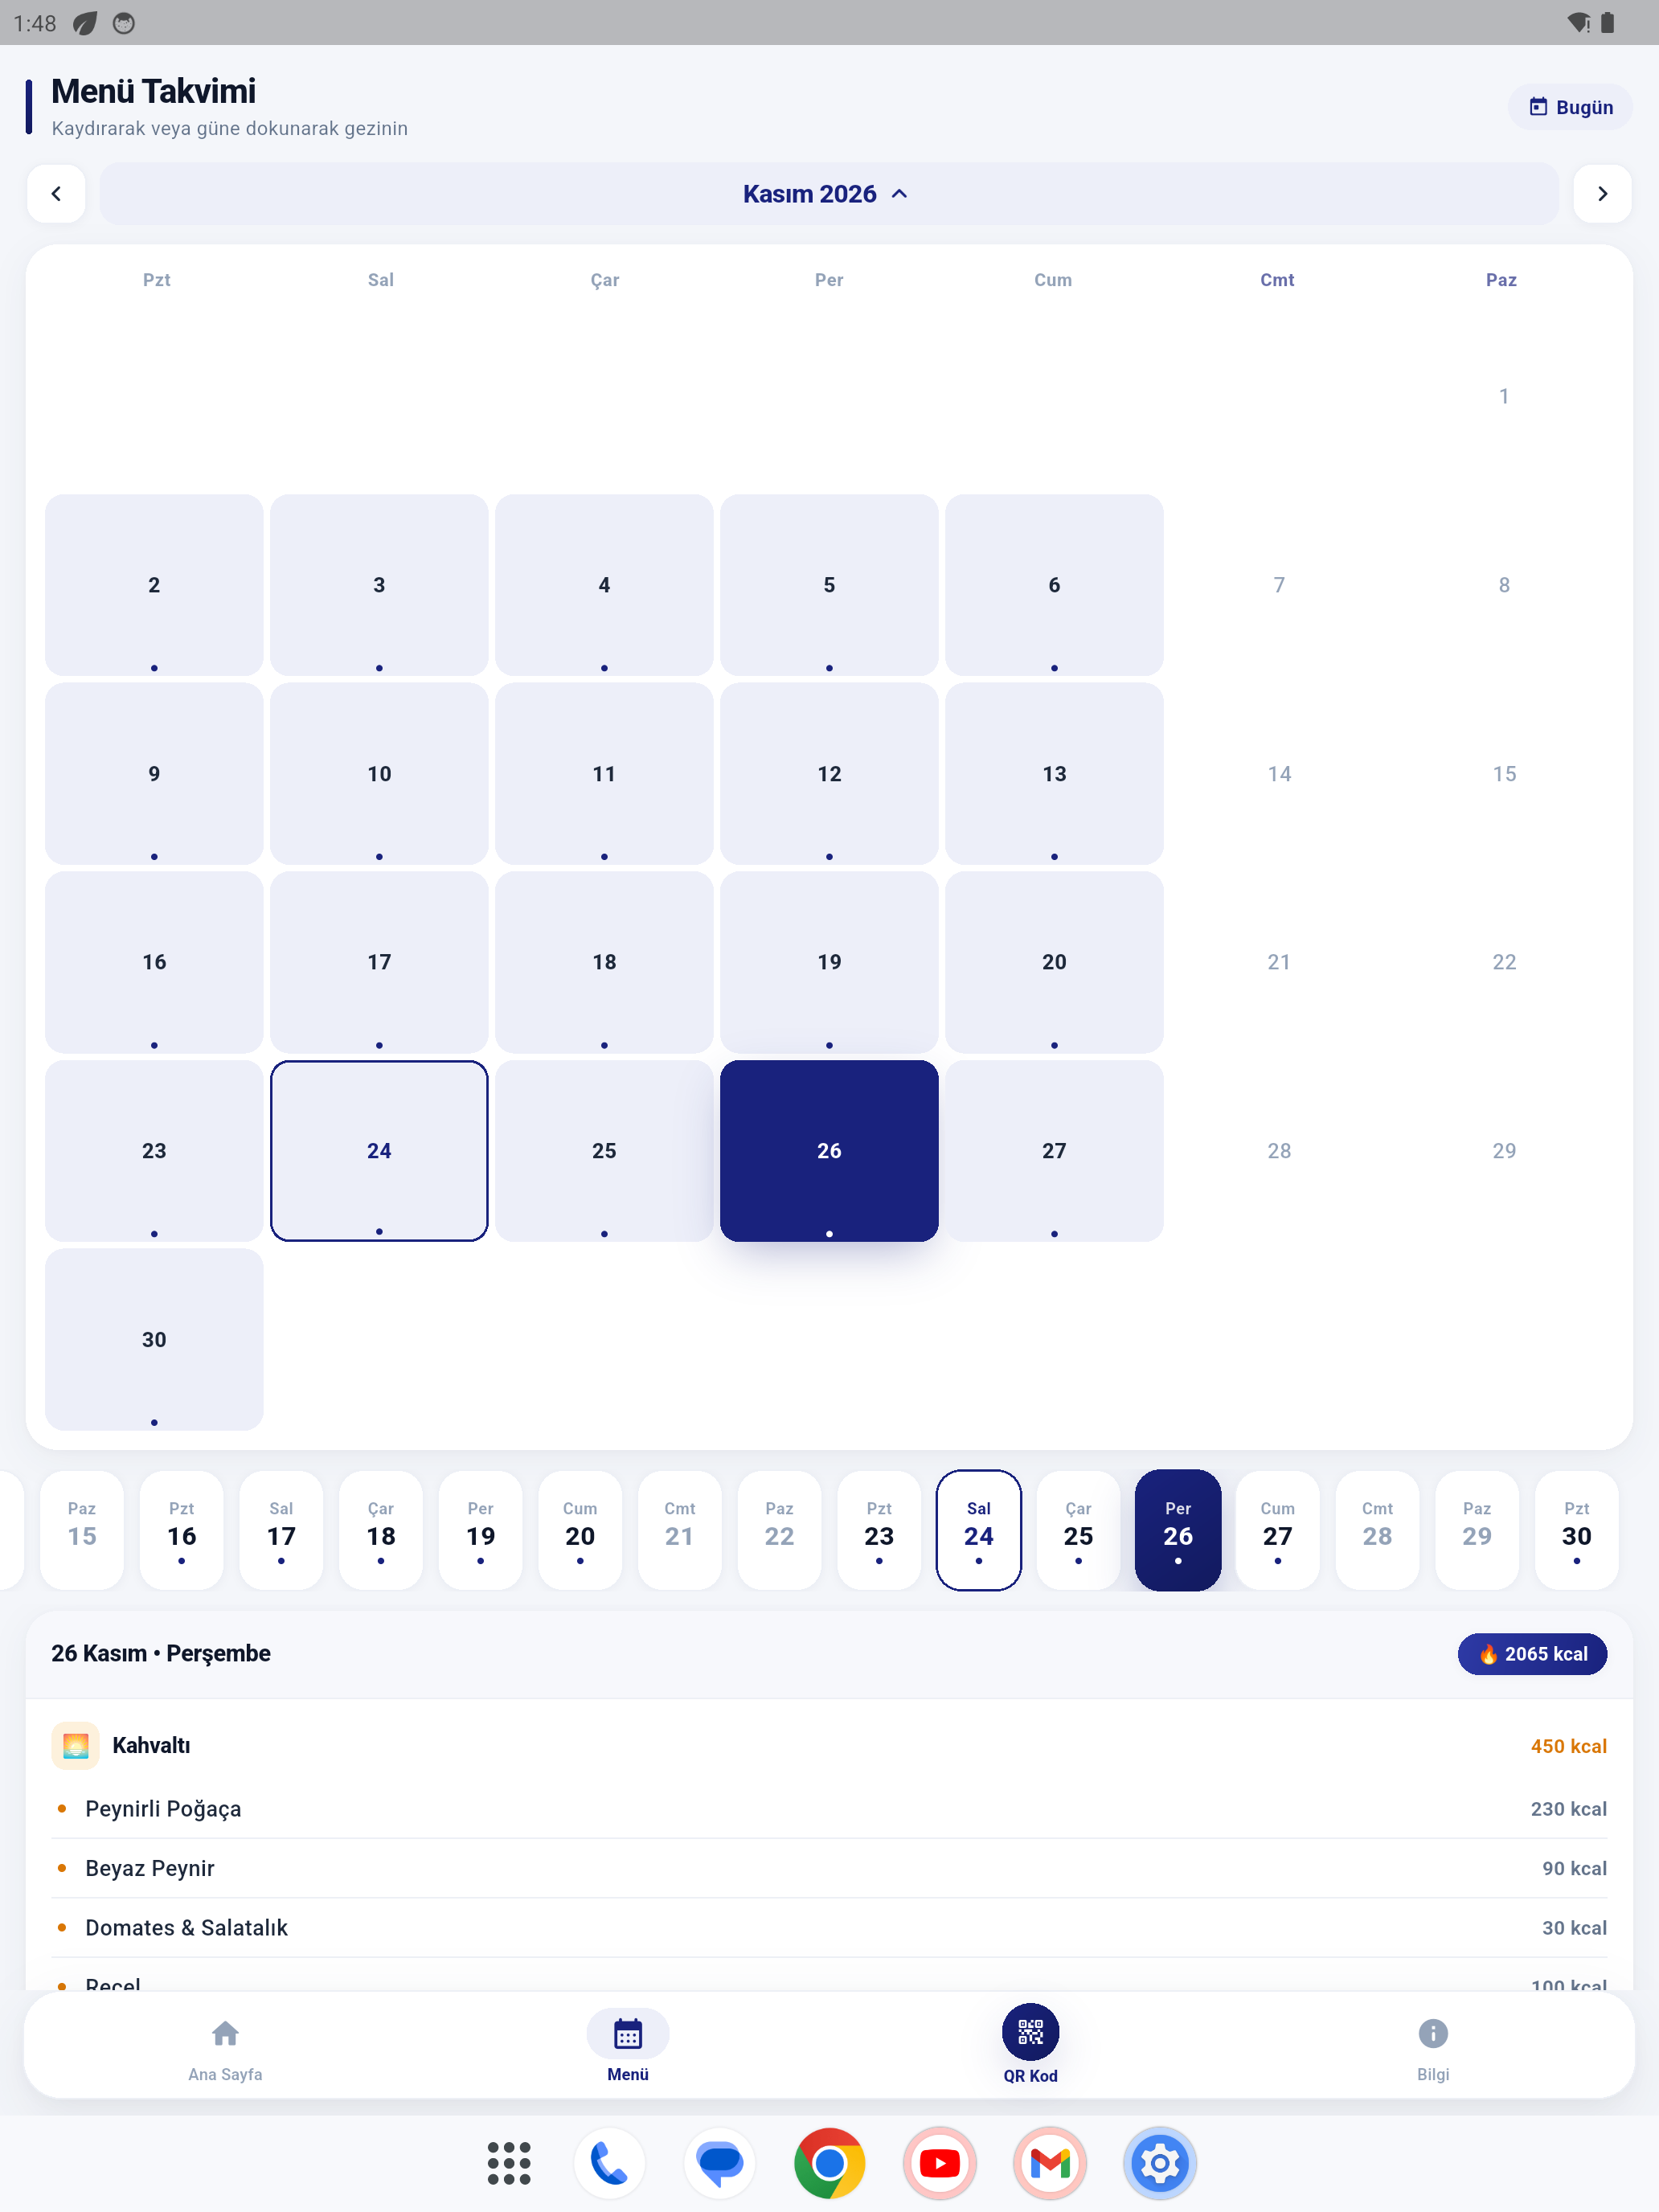 1:48
Menü Takvimi
Kaydırarak veya güne dokunarak gezinin
Bugün
Kasım 2026
Pzt Sal Çar Per Cum Cmt Paz
1
2 3 4 5 6 7 8
9 10 11 12 13 14 15
16 17 18 19 20 21 22
23 24 25 26 27 28 29
30
Paz Pzt Sal Çar Per Cum Cmt Paz Pzt Sal Çar Per Cum Cmt Paz Pzt
15 16 17 18 19 20 21 22 23 24 25 26 27 28 29 30
26 Kasım • Perşembe 🔥 2065 kcal
Kahvaltı 450 kcal
Peynirli Poğaça 230 kcal
Beyaz Peynir 90 kcal
Domates & Salatalık 30 kcal
Reçel 100 kcal
Ana Sayfa Menü QR Kod Bilgi